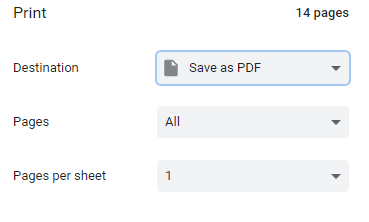 Print 14 pages
Destination Save as PDF
Pages All
Pages per sheet 1